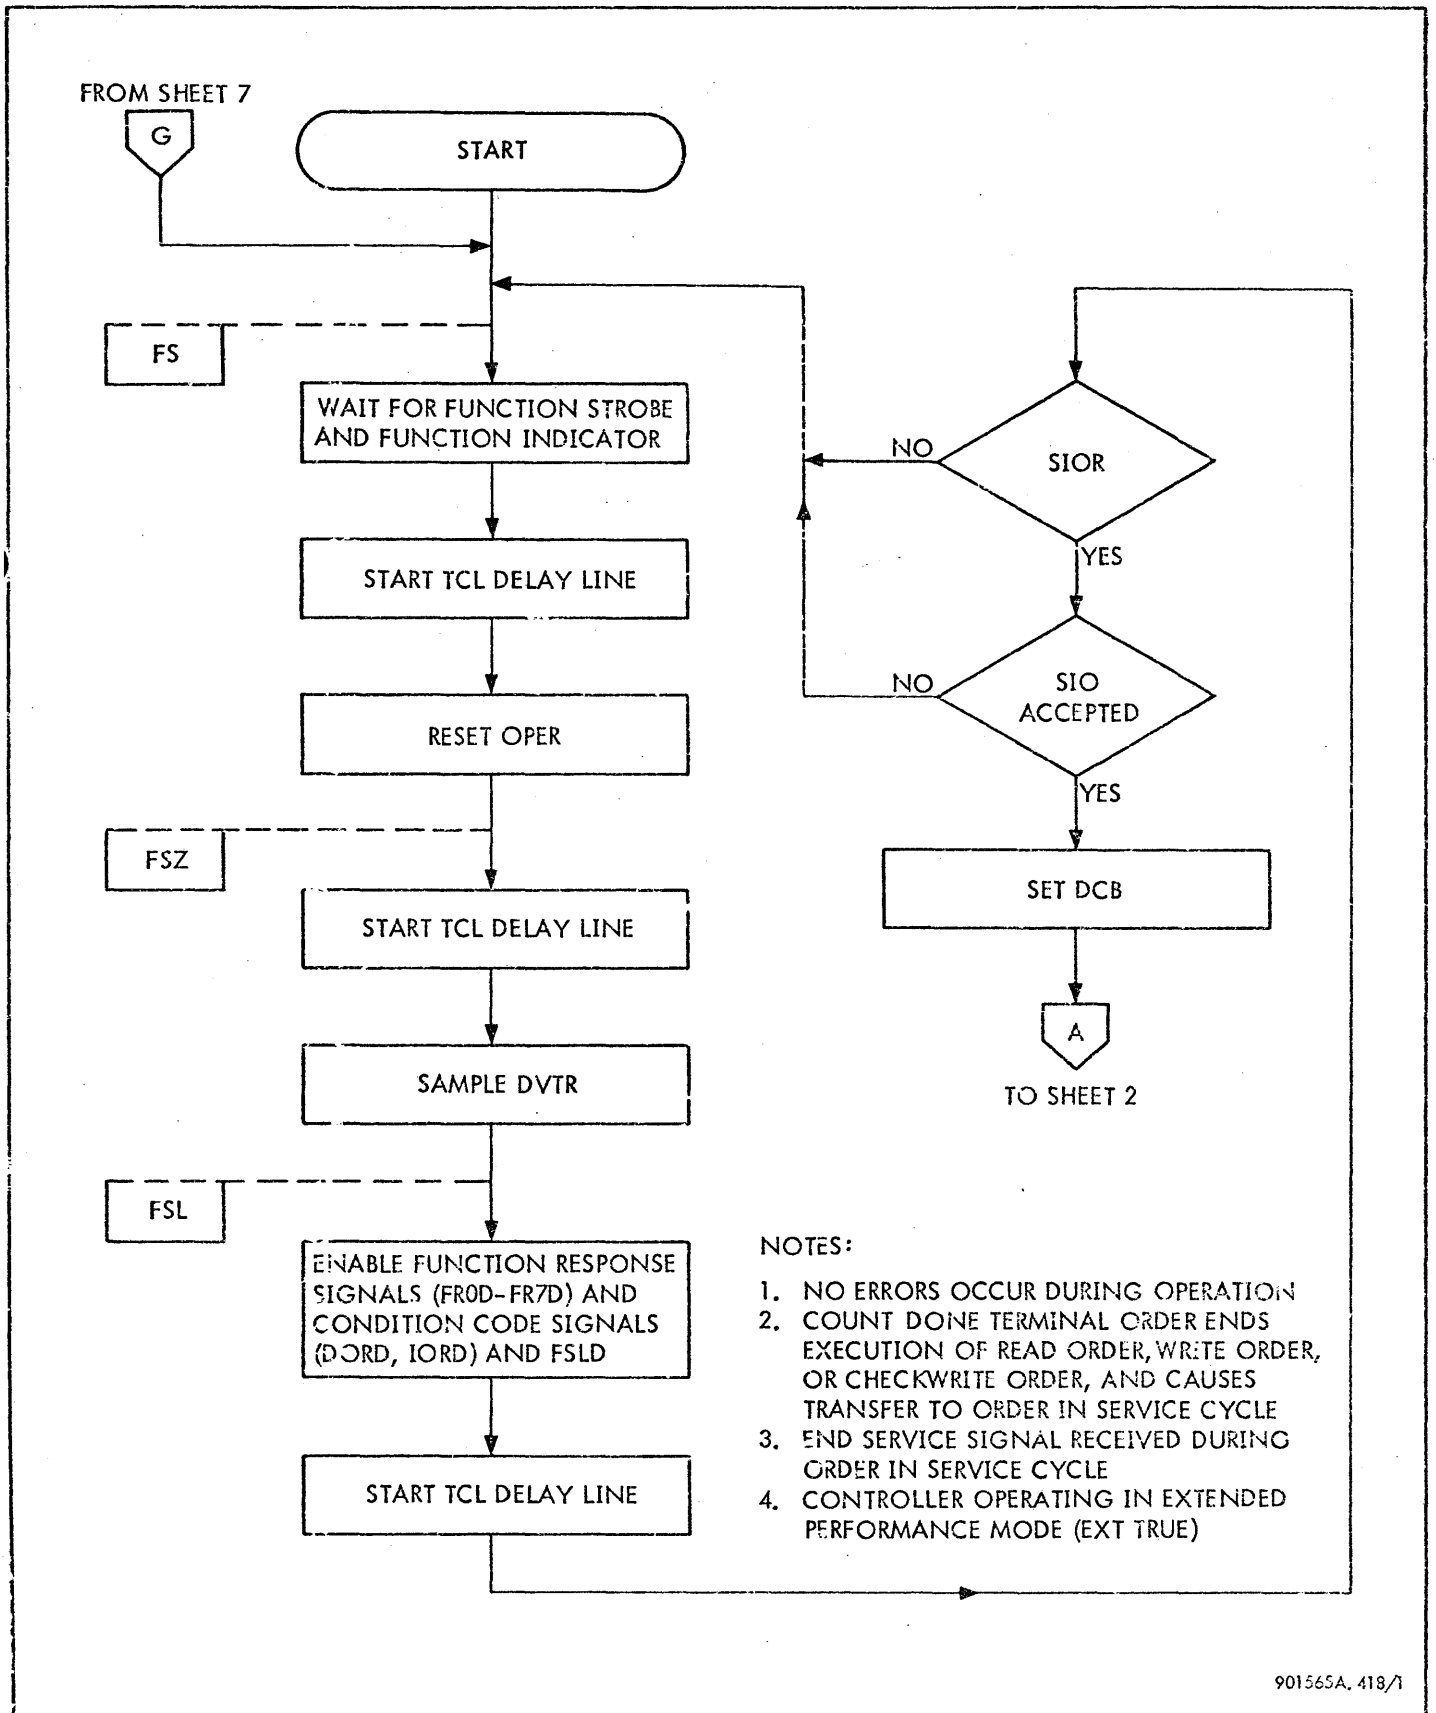 FROM SHEET 7
G
START
FS
WAIT FOR FUNCTION STROBE
AND FUNCTION INDICATOR
START TCL DELAY LINE
RESET OPER
FSZ
START TCL DELAY LINE
SAMPLE DVTR
FSL
ENABLE FUNCTION RESPONSE
SIGNALS (FR0D-FR7D) AND
CONDITION CODE SIGNALS
(DORD, IORD) AND FSLD
START TCL DELAY LINE
SIOR
NO
YES
SIO
ACCEPTED
NO
YES
SET DCB
A
TO SHEET 2
NOTES:
1. NO ERRORS OCCUR DURING OPERATION
2. COUNT DONE TERMINAL ORDER ENDS
EXECUTION OF READ ORDER, WRITE ORDER,
OR CHECKWRITE ORDER, AND CAUSES
TRANSFER TO ORDER IN SERVICE CYCLE
3. END SERVICE SIGNAL RECEIVED DURING
ORDER IN SERVICE CYCLE
4. CONTROLLER OPERATING IN EXTENDED
PERFORMANCE MODE (EXT TRUE)
901565A. 418/1